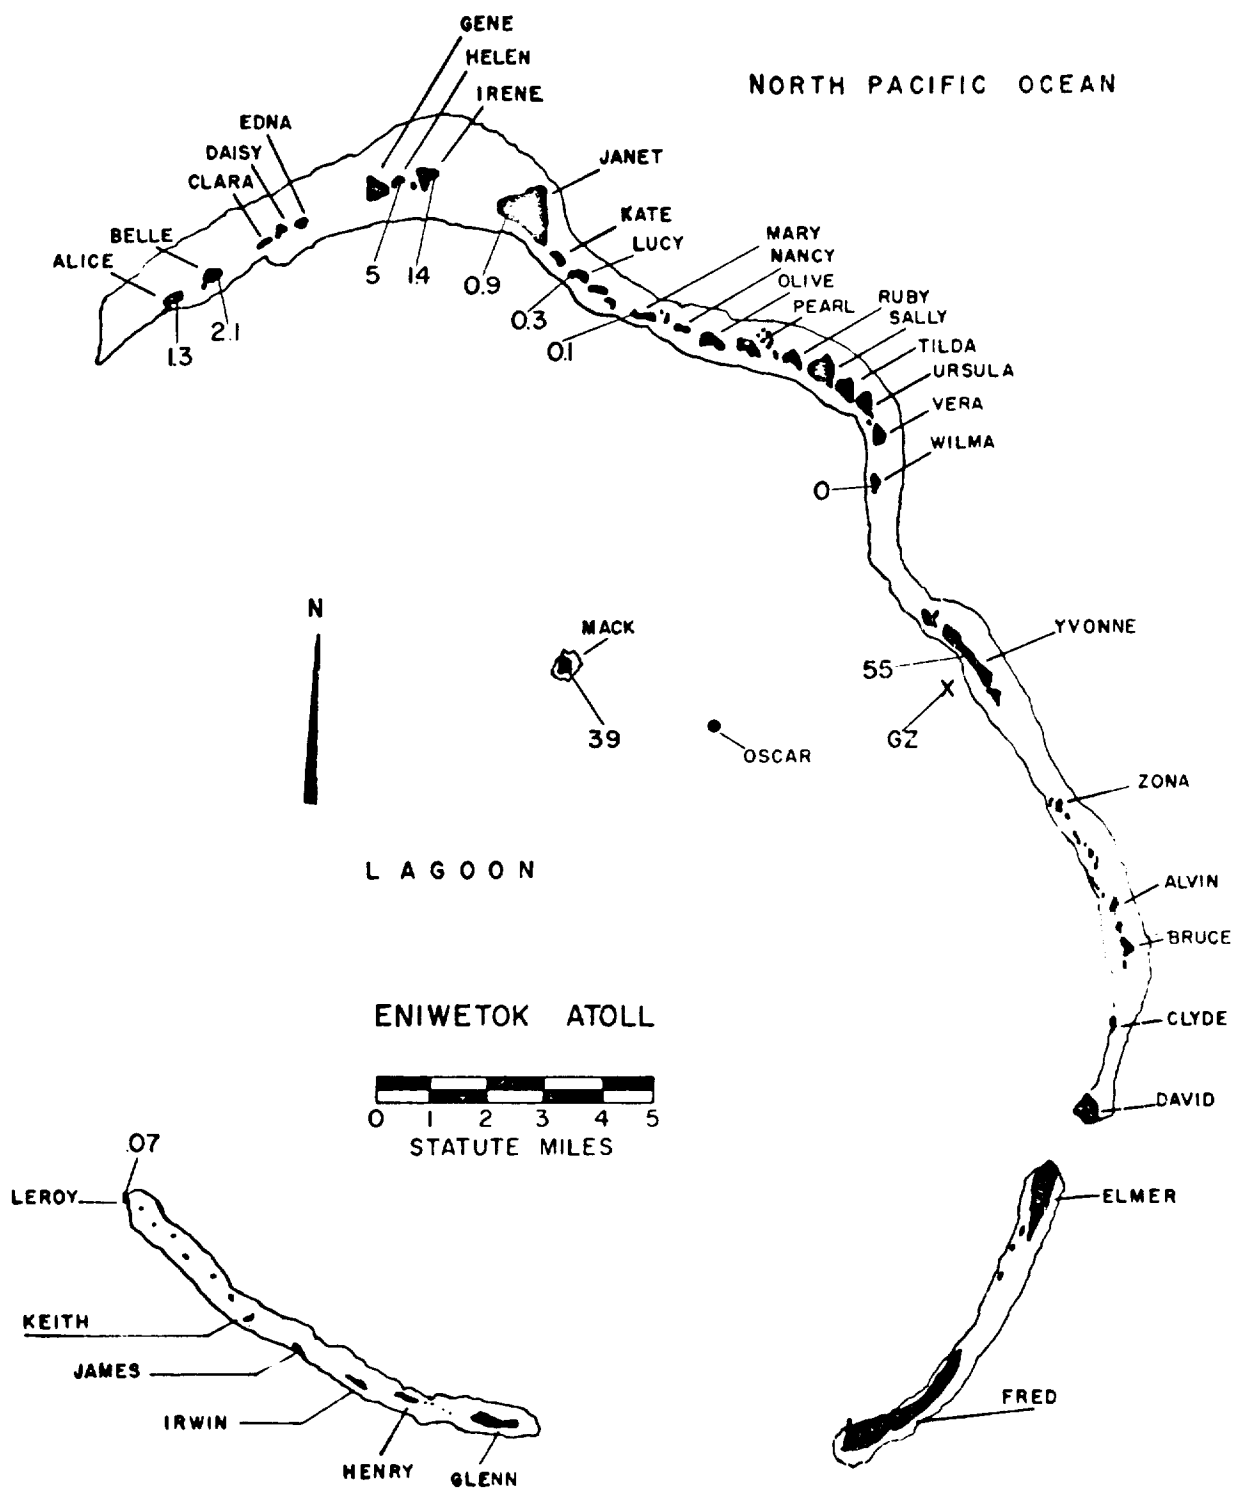 GENE
HELEN
NORTH PACIFIC OCEAN
IRENE
EDNA
DAISY
JANET
CLARA
KATE
BELLE
MARY
LUCY
NANCY
ALICE
5
14
0.9
OLIVE
RUBY
PEARL
SALLY
0.3
2.1
TILDA
0.1
1.3
URSULA
VERA
WILMA
0
N
MACK
YVONNE
55
39
GZ
OSCAR
ZONA
LAGOON
ALVIN
BRUCE
ENIWETOK ATOLL
CLYDE
DAVID
0 1 2 3 4 5
STATUTE MILES
.07
LEROY
ELMER
KEITH
JAMES
FRED
IRWIN
HENRY
GLENN